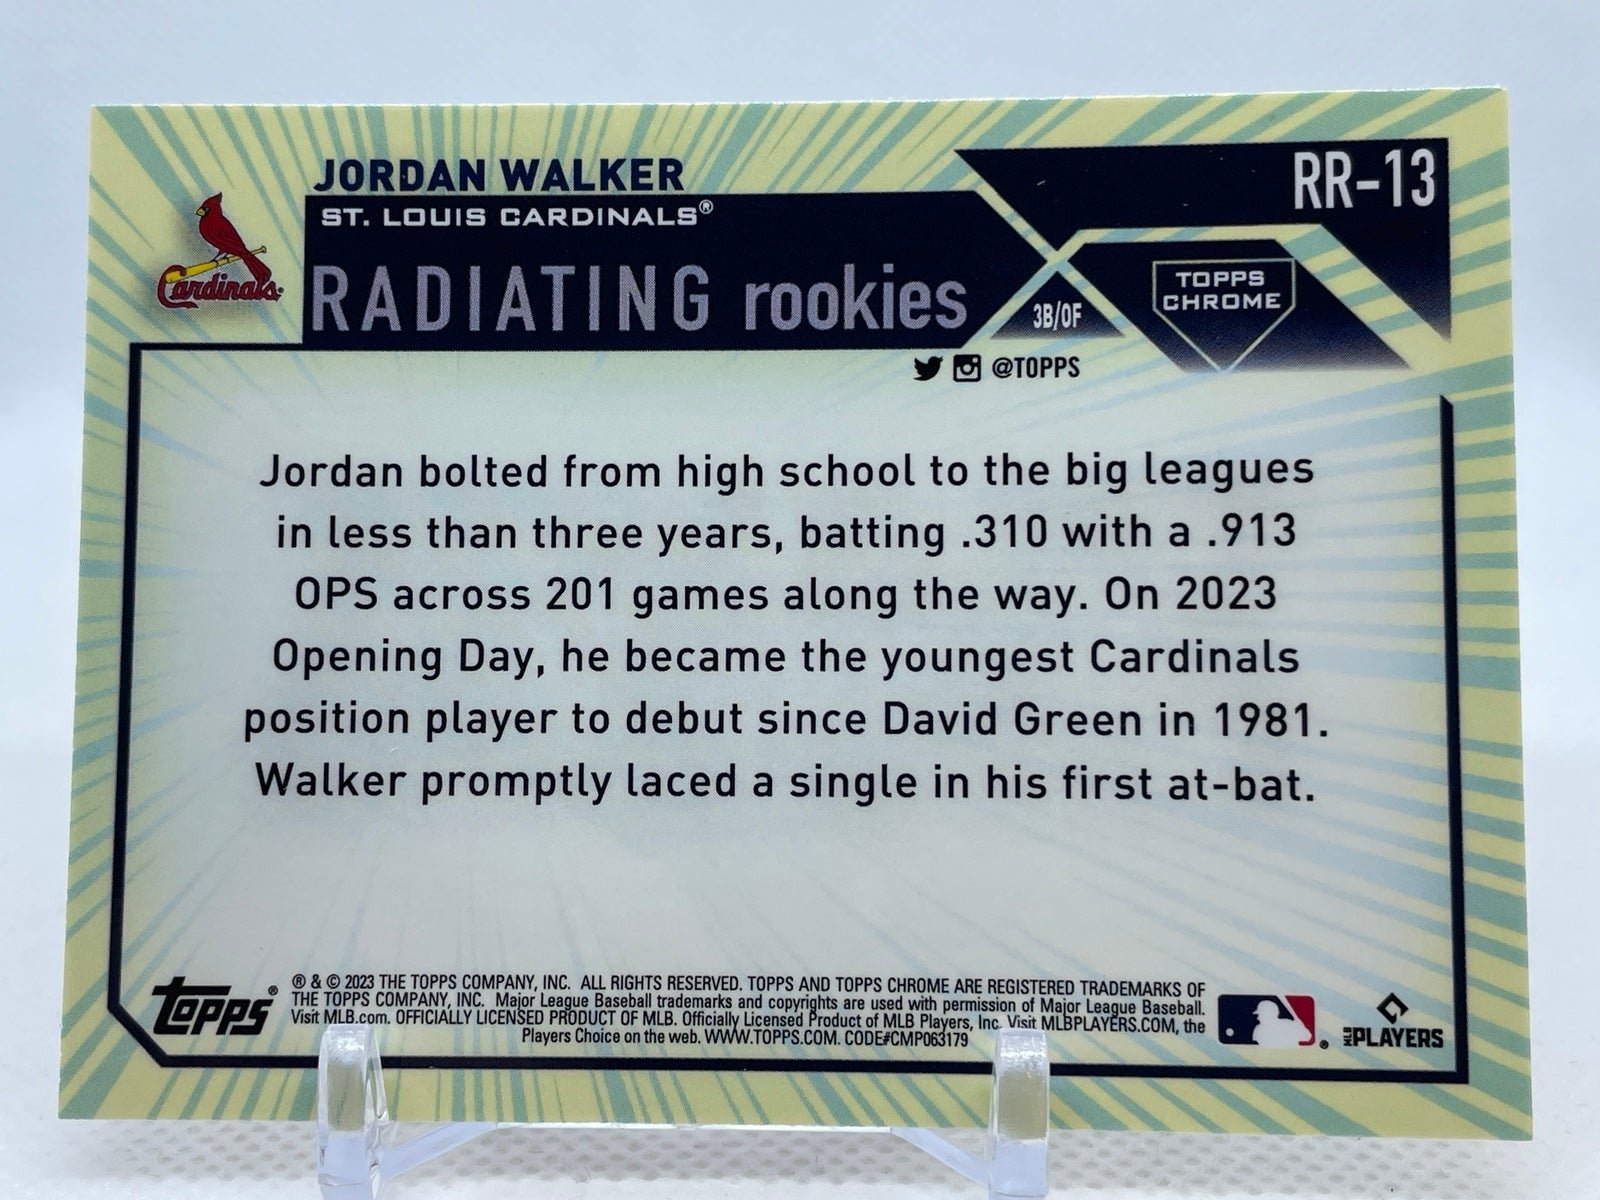 JORDAN WALKER
RR-13
ST. LOUIS CARDINALS®
Cardinals
RADIATING rookies
3B/OF
TOPPS
CHROME
@TOPPS
Jordan bolted from high school to the big leagues
in less than three years, batting .310 with a .913
OPS across 201 games along the way. On 2023
Opening Day, he became the youngest Cardinals
position player to debut since David Green in 1981.
Walker promptly laced a single in his first at-bat.
topps®
® & © 2023 THE TOPPS COMPANY, INC. ALL RIGHTS RESERVED. TOPPS AND TOPPS CHROME ARE REGISTERED TRADEMARKS OF
THE TOPPS COMPANY, INC. Major League Baseball trademarks and copyrights are used with permission of Major League Baseball.
Visit MLB.com. OFFICIALLY LICENSED PRODUCT OF MLB. Officially Licensed Product of MLB Players, Inc. Visit MLBPLAYERS.COM, the
Players Choice on the web. WWW.TOPPS.COM. CODE#CMP063179
MLB PLAYERS